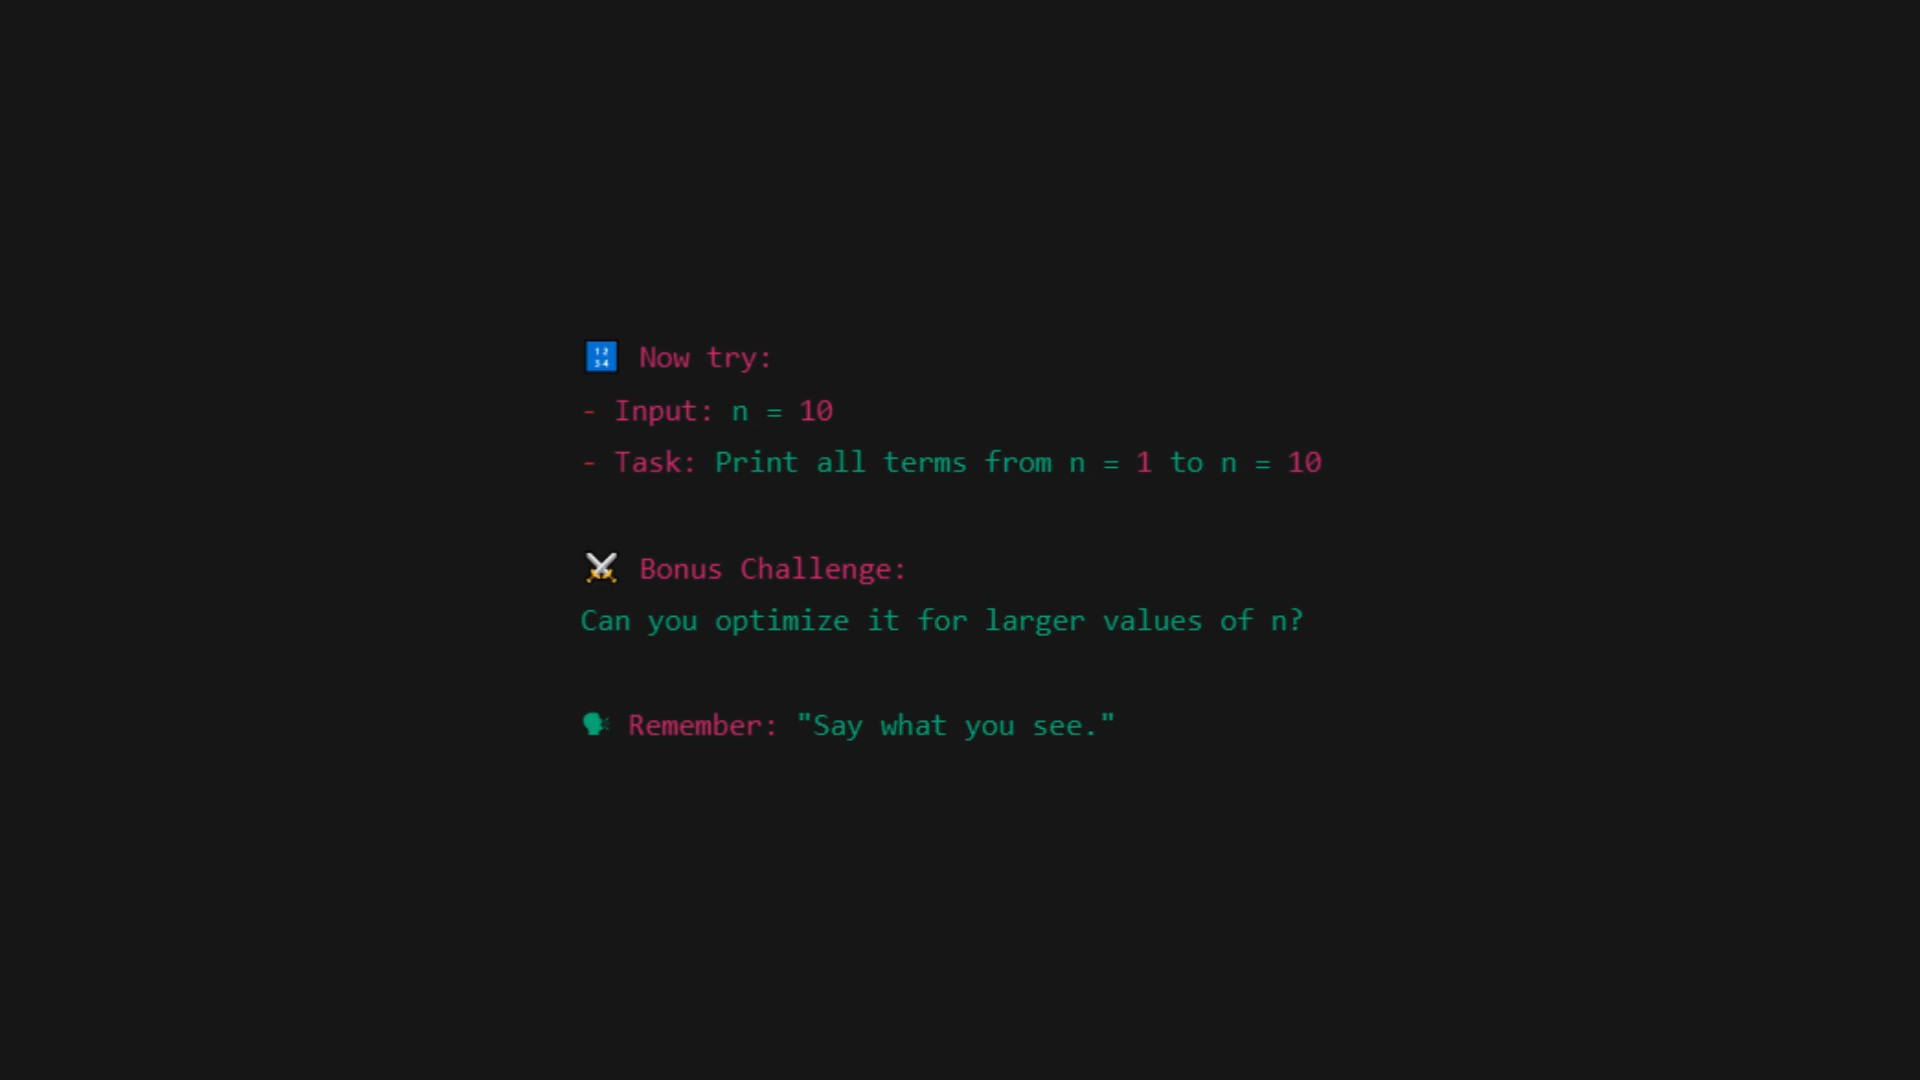 🔢 Now try:
- Input: n = 10
- Task: Print all terms from n = 1 to n = 10
⚔️ Bonus Challenge:
Can you optimize it for larger values of n?
🗣 Remember: "Say what you see."